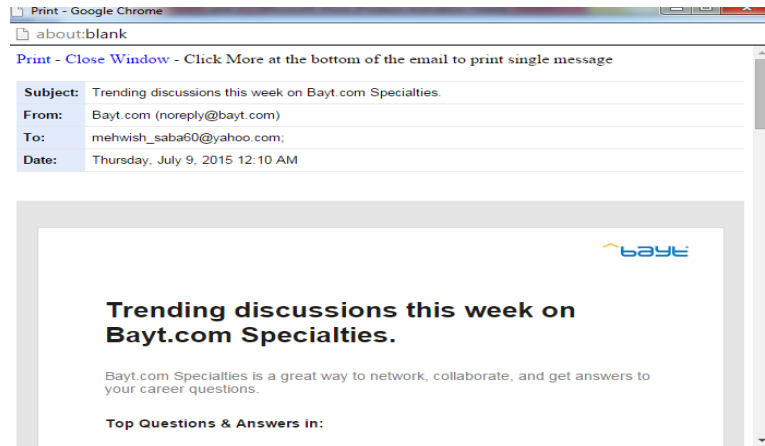 Print - Google Chrome
about:blank
Print - Close Window - Click More at the bottom of the email to print single message
Subject: Trending discussions this week on Bayt.com Specialties.
From: Bayt.com (noreply@bayt.com)
To: mehwish_saba60@yahoo.com;
Date: Thursday, July 9, 2015 12:10 AM
bayt
Trending discussions this week on
Bayt.com Specialties.
Bayt.com Specialties is a great way to network, collaborate, and get answers to
your career questions.
Top Questions & Answers in: